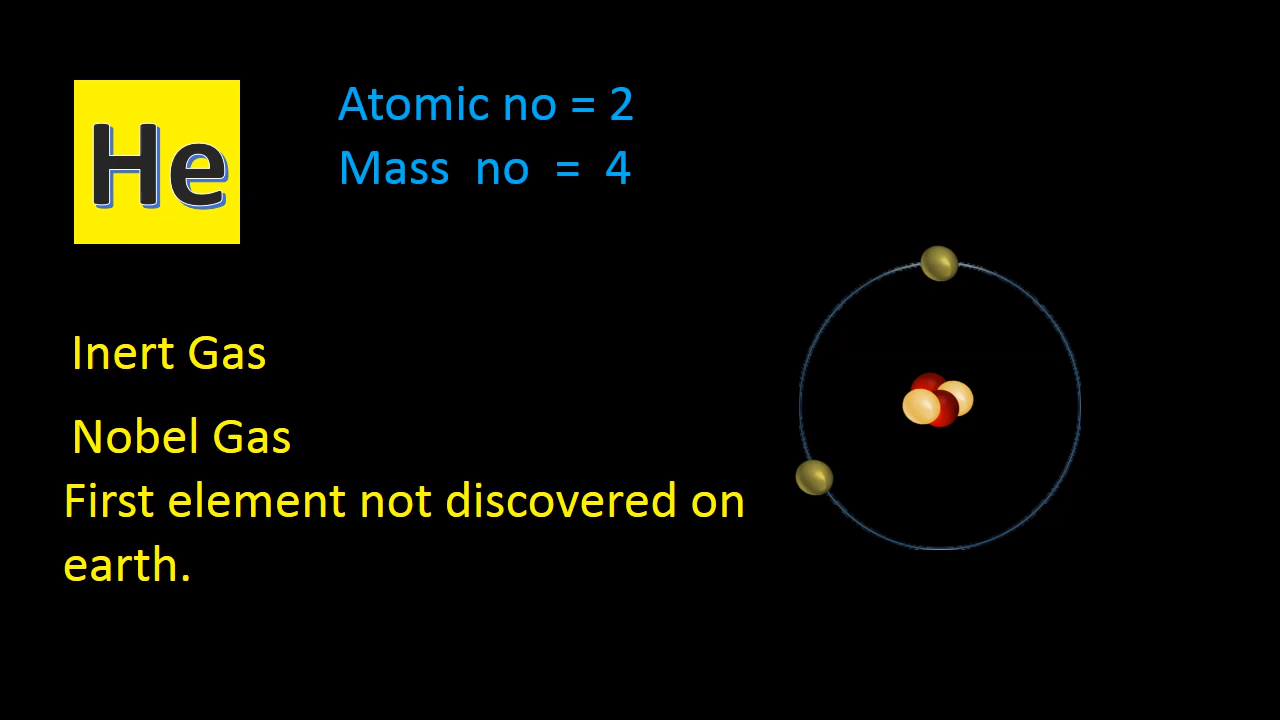 He
Atomic no = 2
Mass no = 4
Inert Gas
Nobel Gas
First element not discovered on
earth.